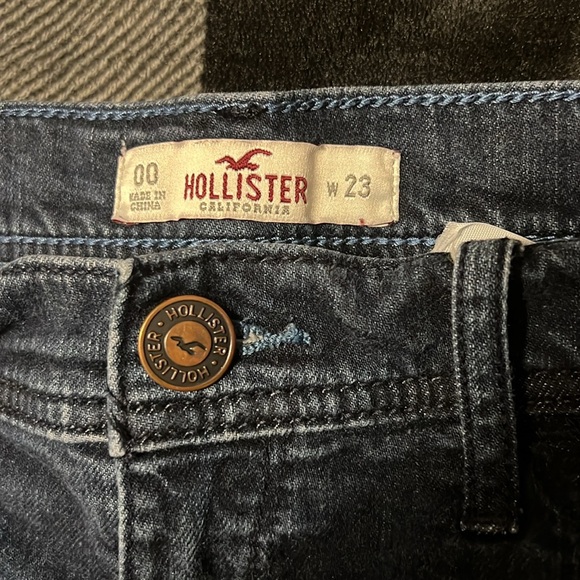 00
MADE IN
CHINA
HOLLISTER
CALIFORNIA
W 23
HOLLISTER • HOLLISTER •